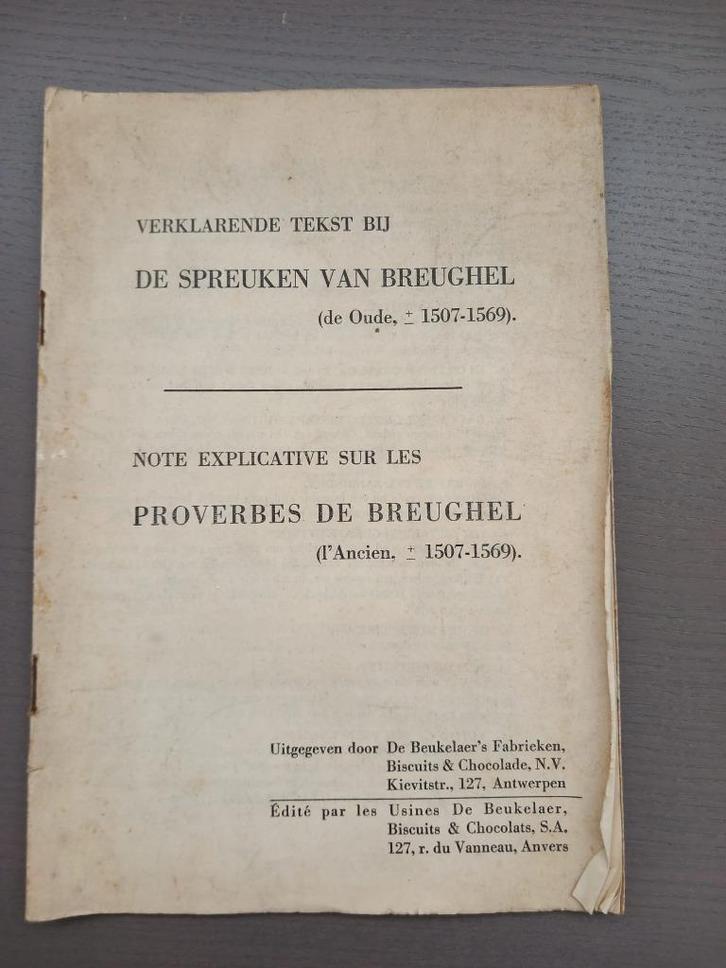 VERKLARENDE TEKST BIJ
DE SPREUKEN VAN BREUGHEL
(de Oude, ± 1507-1569).
NOTE EXPLICATIVE SUR LES
PROVERBES DE BREUGHEL
(l'Ancien, ± 1507-1569).
Uitgegeven door De Beukelaer's Fabrieken,
Biscuits & Chocolade, N.V.
Kievitstr., 127, Antwerpen
Édité par les Usines De Beukelaer,
Biscuits & Chocolats, S.A.
127, r. du Vanneau, Anvers